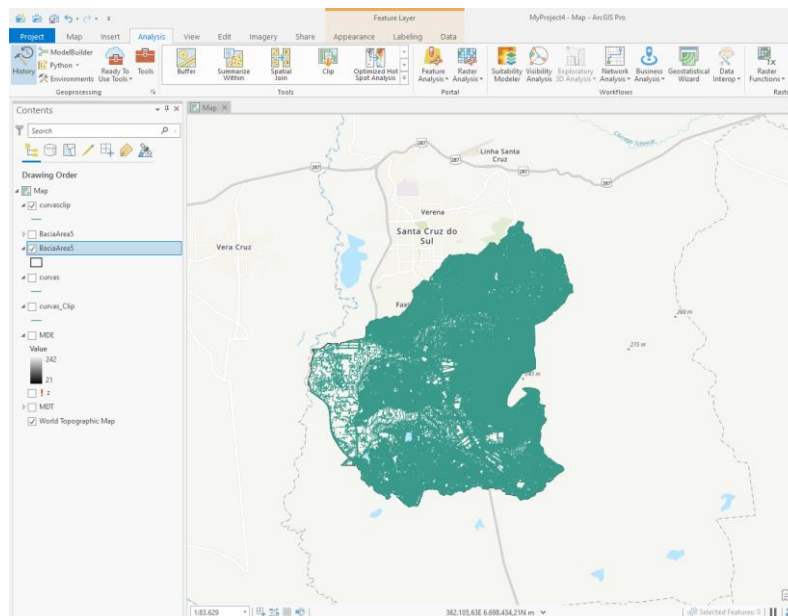 Feature Layer
MyProject4 - Map - ArcGIS Pro
Project Map Insert Analysis View Edit Imagery Share Appearance Labeling Data
History
ModelBuilder
Python
Environments
Ready To Use Tools
Tools
Geoprocessing
Buffer
Summarize Within
Spatial Join
Clip
Optimized Hot Spot Analysis
Tools
Feature Analysis
Raster Analysis
Portal
Suitability Modeler
Visibility Analysis
Exploratory 3D Analysis
Network Analysis
Business Analysis
Geostatistical Wizard
Data Interop
Workflows
Raster Functions
Contents
Search
Drawing Order
Map
curvasclip
BaciaArea5
BaciaArea5
curvas
curvas_Clip
MDE
Value
242
21
z
MDT
World Topographic Map
Map
287
287
287
287
287
Linha Santa
Cruz
Verena
Santa Cruz do
Sul
Vera Cruz
260 m
275 m
1:83.629
362.105,63E 6.698.434,21N m
Selected Features: 0